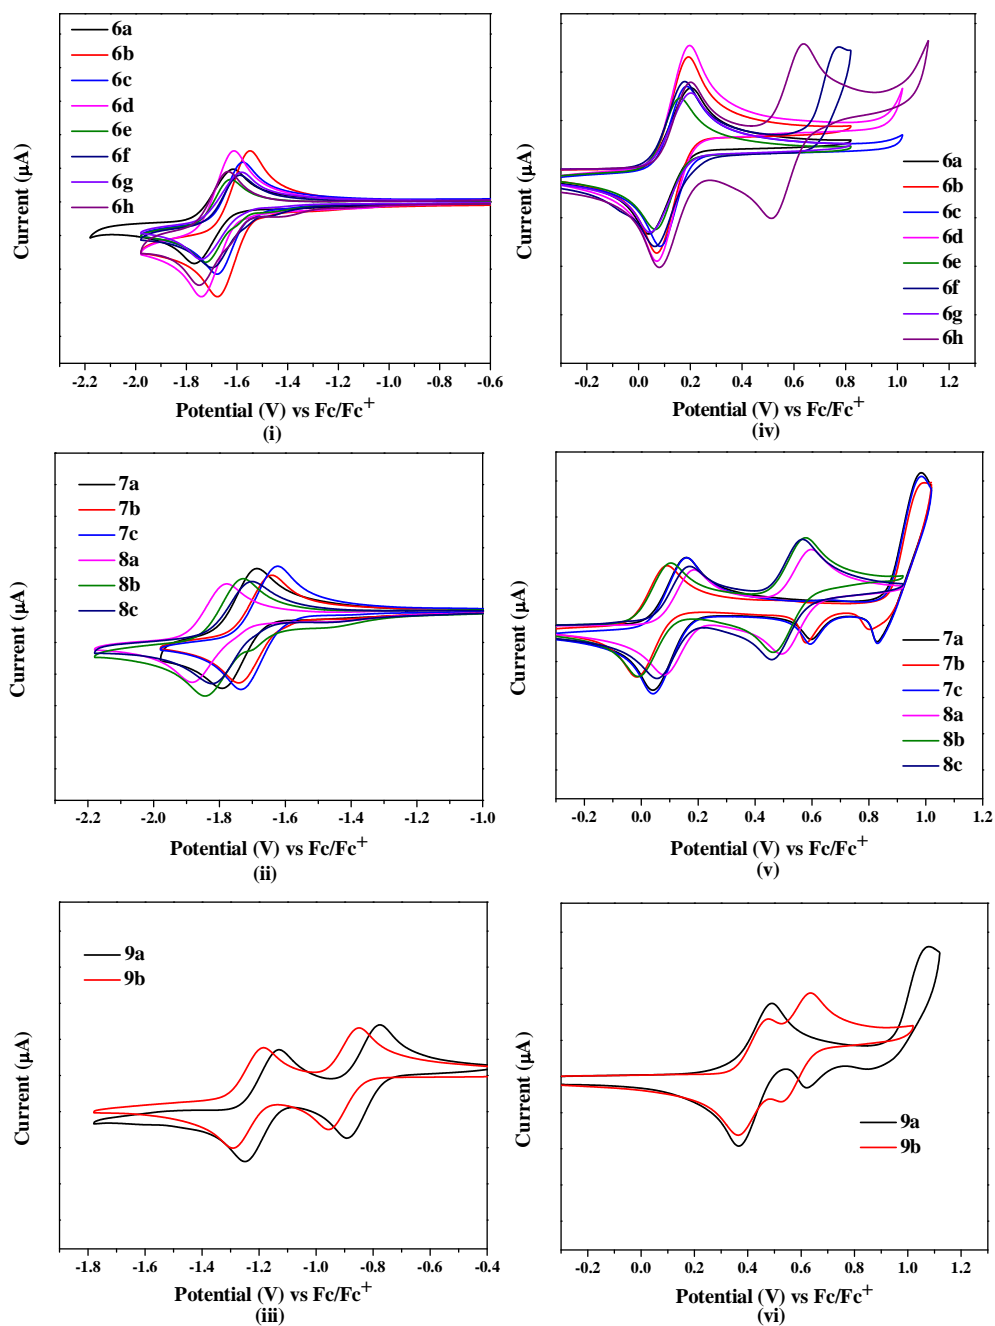 6a
6b
6c
6d
6e
6f
6g
6h
Current (µA)
-2.2 -2.0 -1.8 -1.6 -1.4 -1.2 -1.0 -0.8 -0.6
Potential (V) vs Fc/Fc+
(i)
6a
6b
6c
6d
6e
6f
6g
6h
Current (µA)
0.0 0.2 0.4 0.6 0.8 1.0 1.2
Potential (V) vs Fc/Fc+
(iv)
7a
7b
7c
8a
8b
8c
Current (µA)
-2.2 -2.0 -1.8 -1.6 -1.4 -1.2 -1.0
Potential (V) vs Fc/Fc+
(ii)
7a
7b
7c
8a
8b
8c
Current (µA)
0.0 0.2 0.4 0.6 0.8 1.0 1.2
Potential (V) vs Fc/Fc+
(v)
9a
9b
Current (µA)
-1.8 -1.6 -1.4 -1.2 -1.0 -0.8 -0.6 -0.4
Potential (V) vs Fc/Fc+
(iii)
9a
9b
Current (µA)
-0.2 0.0 0.2 0.4 0.6 0.8 1.0 1.2
Potential (V) vs Fc/Fc+
(vi)